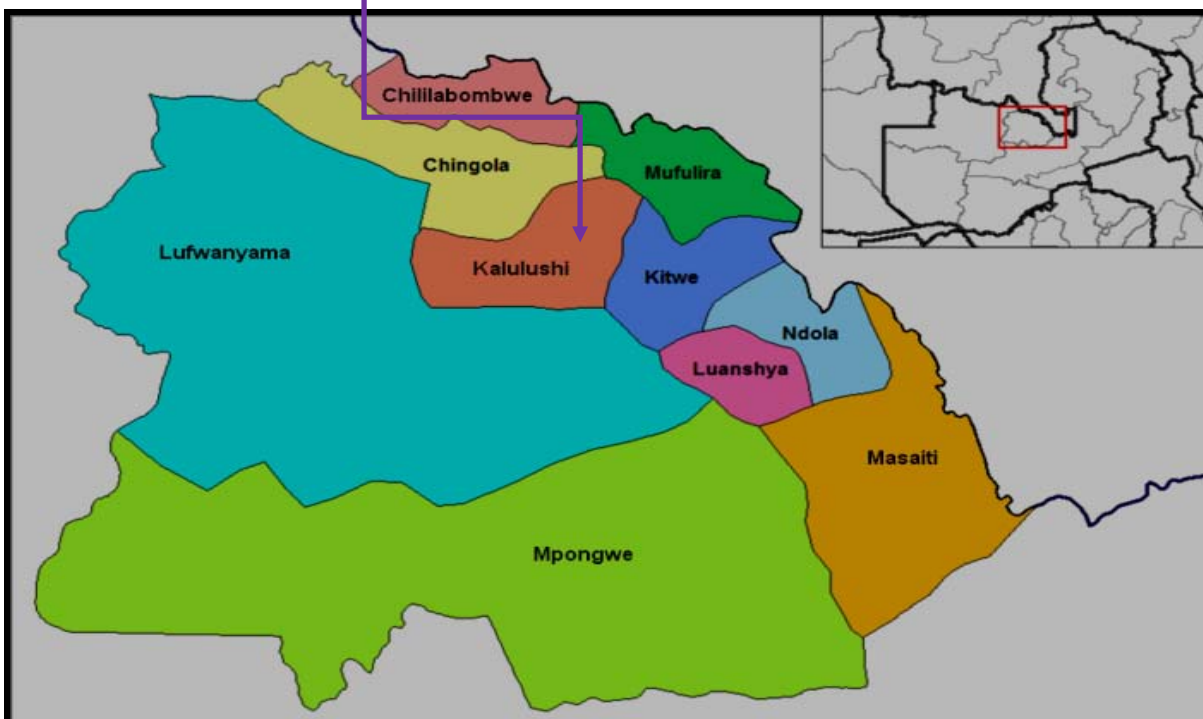 Chililabombwe
Chingola
Mufulira
Lufwanyama
Kalulushi
Kitwe
Ndola
Luanshya
Masaiti
Mpongwe